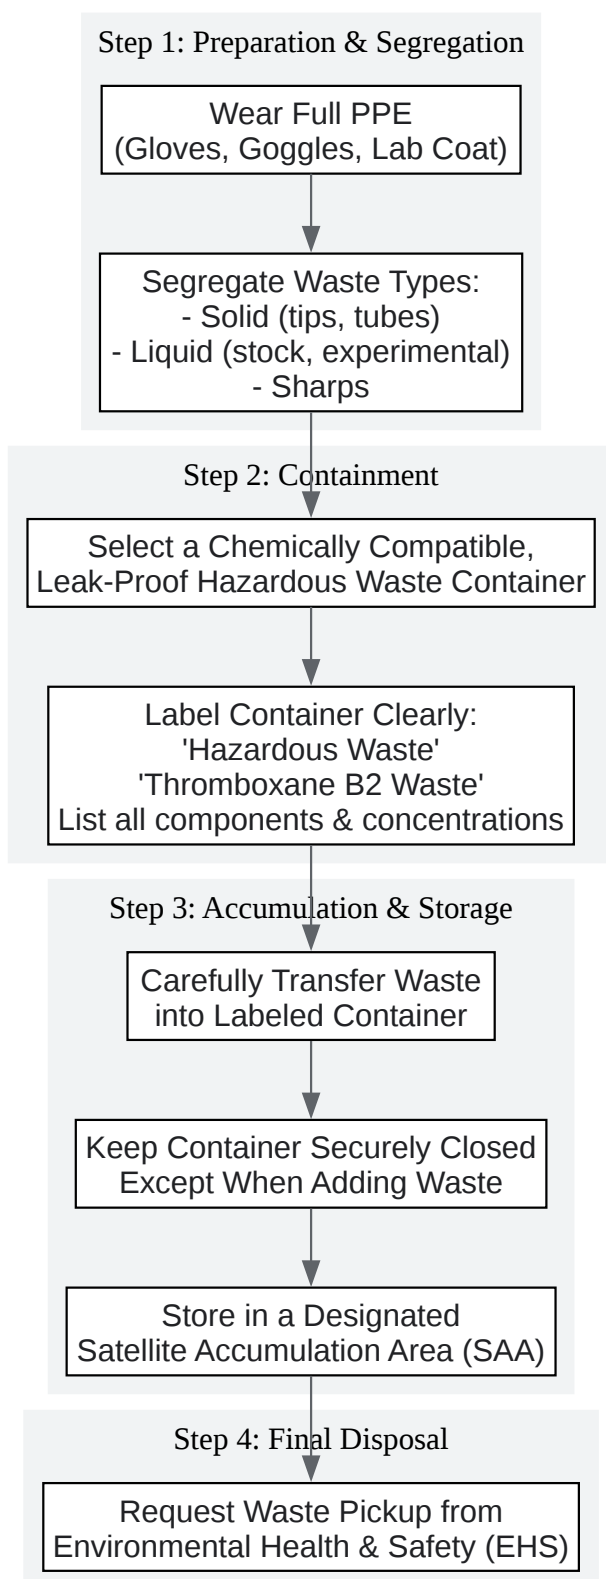 Step 1: Preparation & Segregation
Wear Full PPE
(Gloves, Goggles, Lab Coat)
Segregate Waste Types:
- Solid (tips, tubes)
- Liquid (stock, experimental)
- Sharps
Step 2: Containment
Select a Chemically Compatible,
Leak-Proof Hazardous Waste Container
Label Container Clearly:
'Hazardous Waste'
'Thromboxane B2 Waste'
List all components & concentrations
Step 3: Accumulation & Storage
Carefully Transfer Waste
into Labeled Container
Keep Container Securely Closed
Except When Adding Waste
Store in a Designated
Satellite Accumulation Area (SAA)
Step 4: Final Disposal
Request Waste Pickup from
Environmental Health & Safety (EHS)